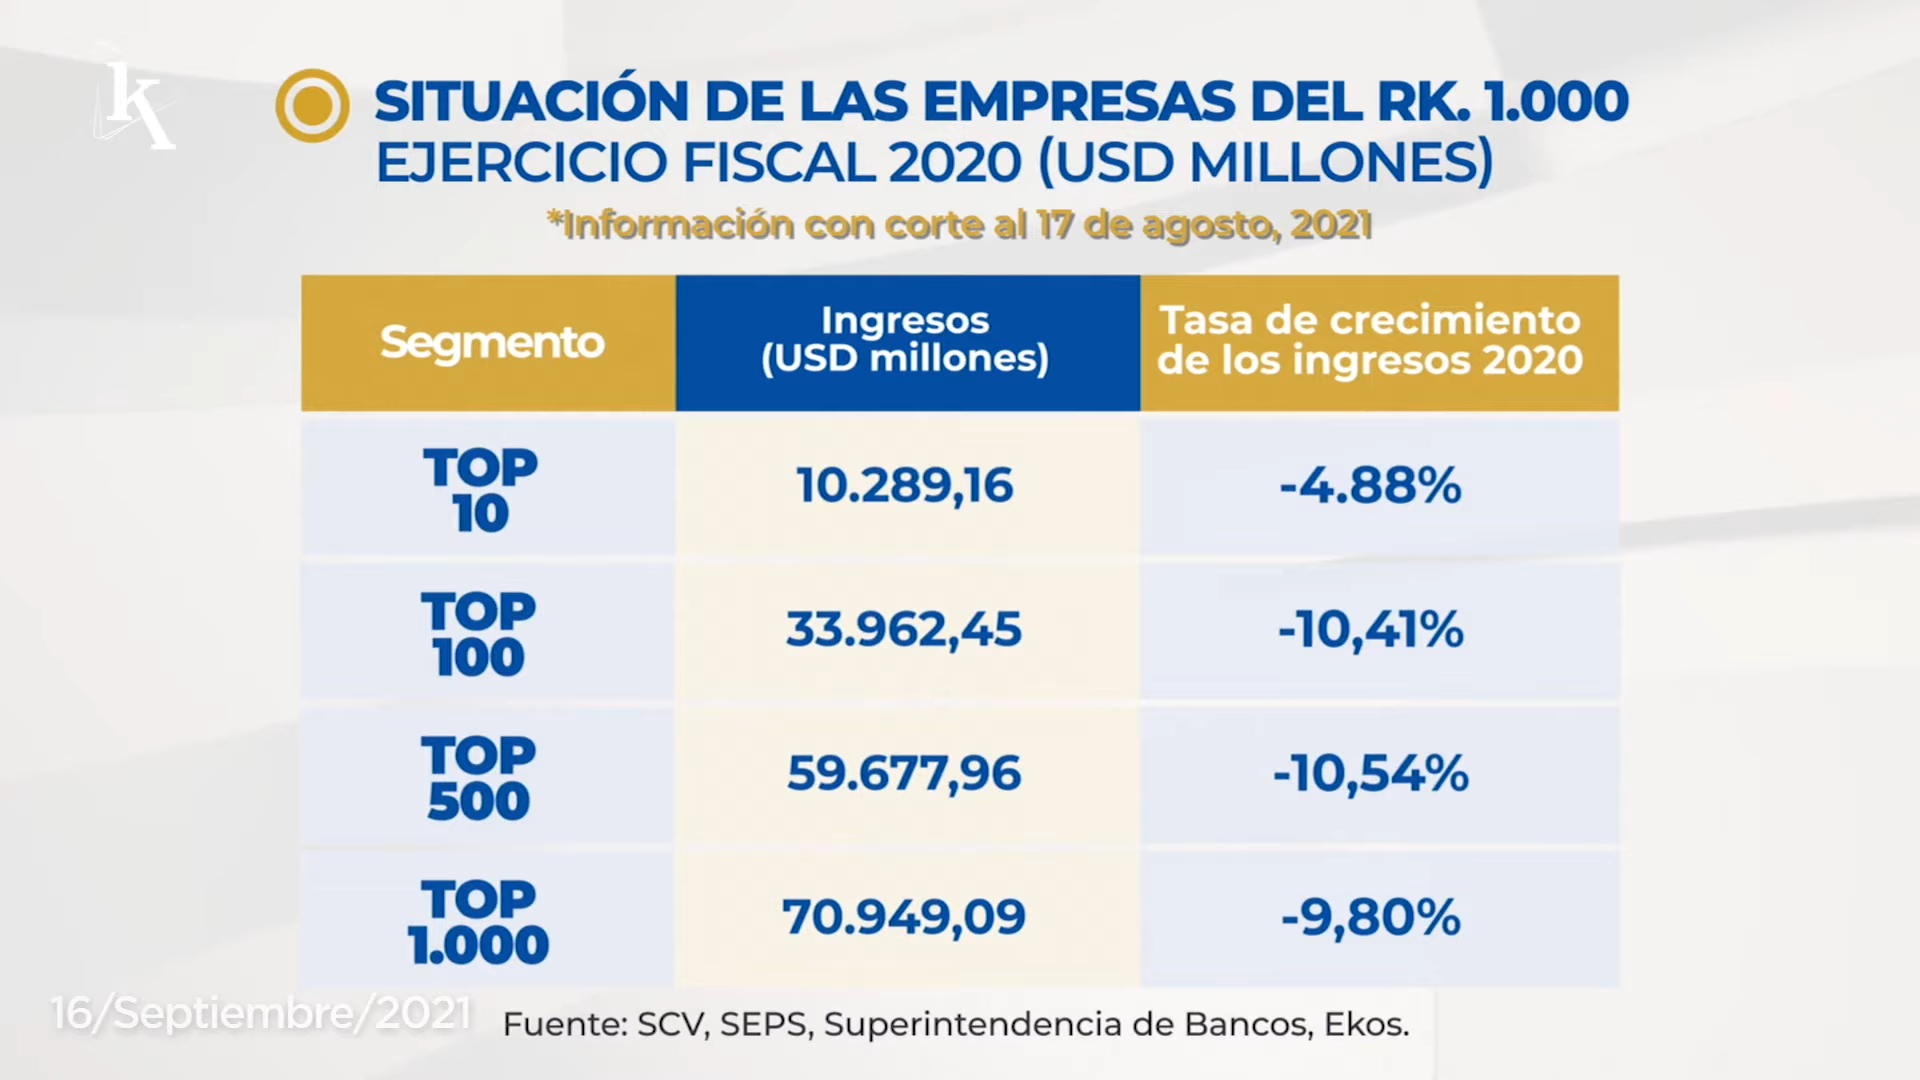 k
SITUACIÓN DE LAS EMPRESAS DEL RK. 1.000
EJERCICIO FISCAL 2020 (USD MILLONES)
*Información con corte al 17 de agosto, 2021
Segmento
Ingresos
(USD millones)
Tasa de crecimiento
de los ingresos 2020
TOP
10
10.289,16
-4.88%
TOP
100
33.962,45
-10,41%
TOP
500
59.677,96
-10,54%
TOP
1.000
70.949,09
-9,80%
16/Septiembre/2021
Fuente: SCV, SEPS, Superintendencia de Bancos, Ekos.